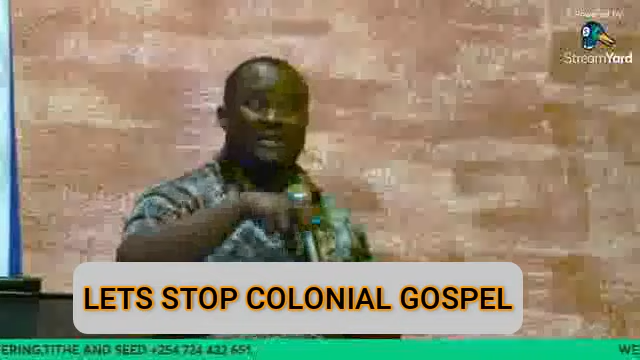 Powered by
StreamYard
LETS STOP COLONIAL GOSPEL
ERING,TITHE AND SEED +254 724 432 651,
WE